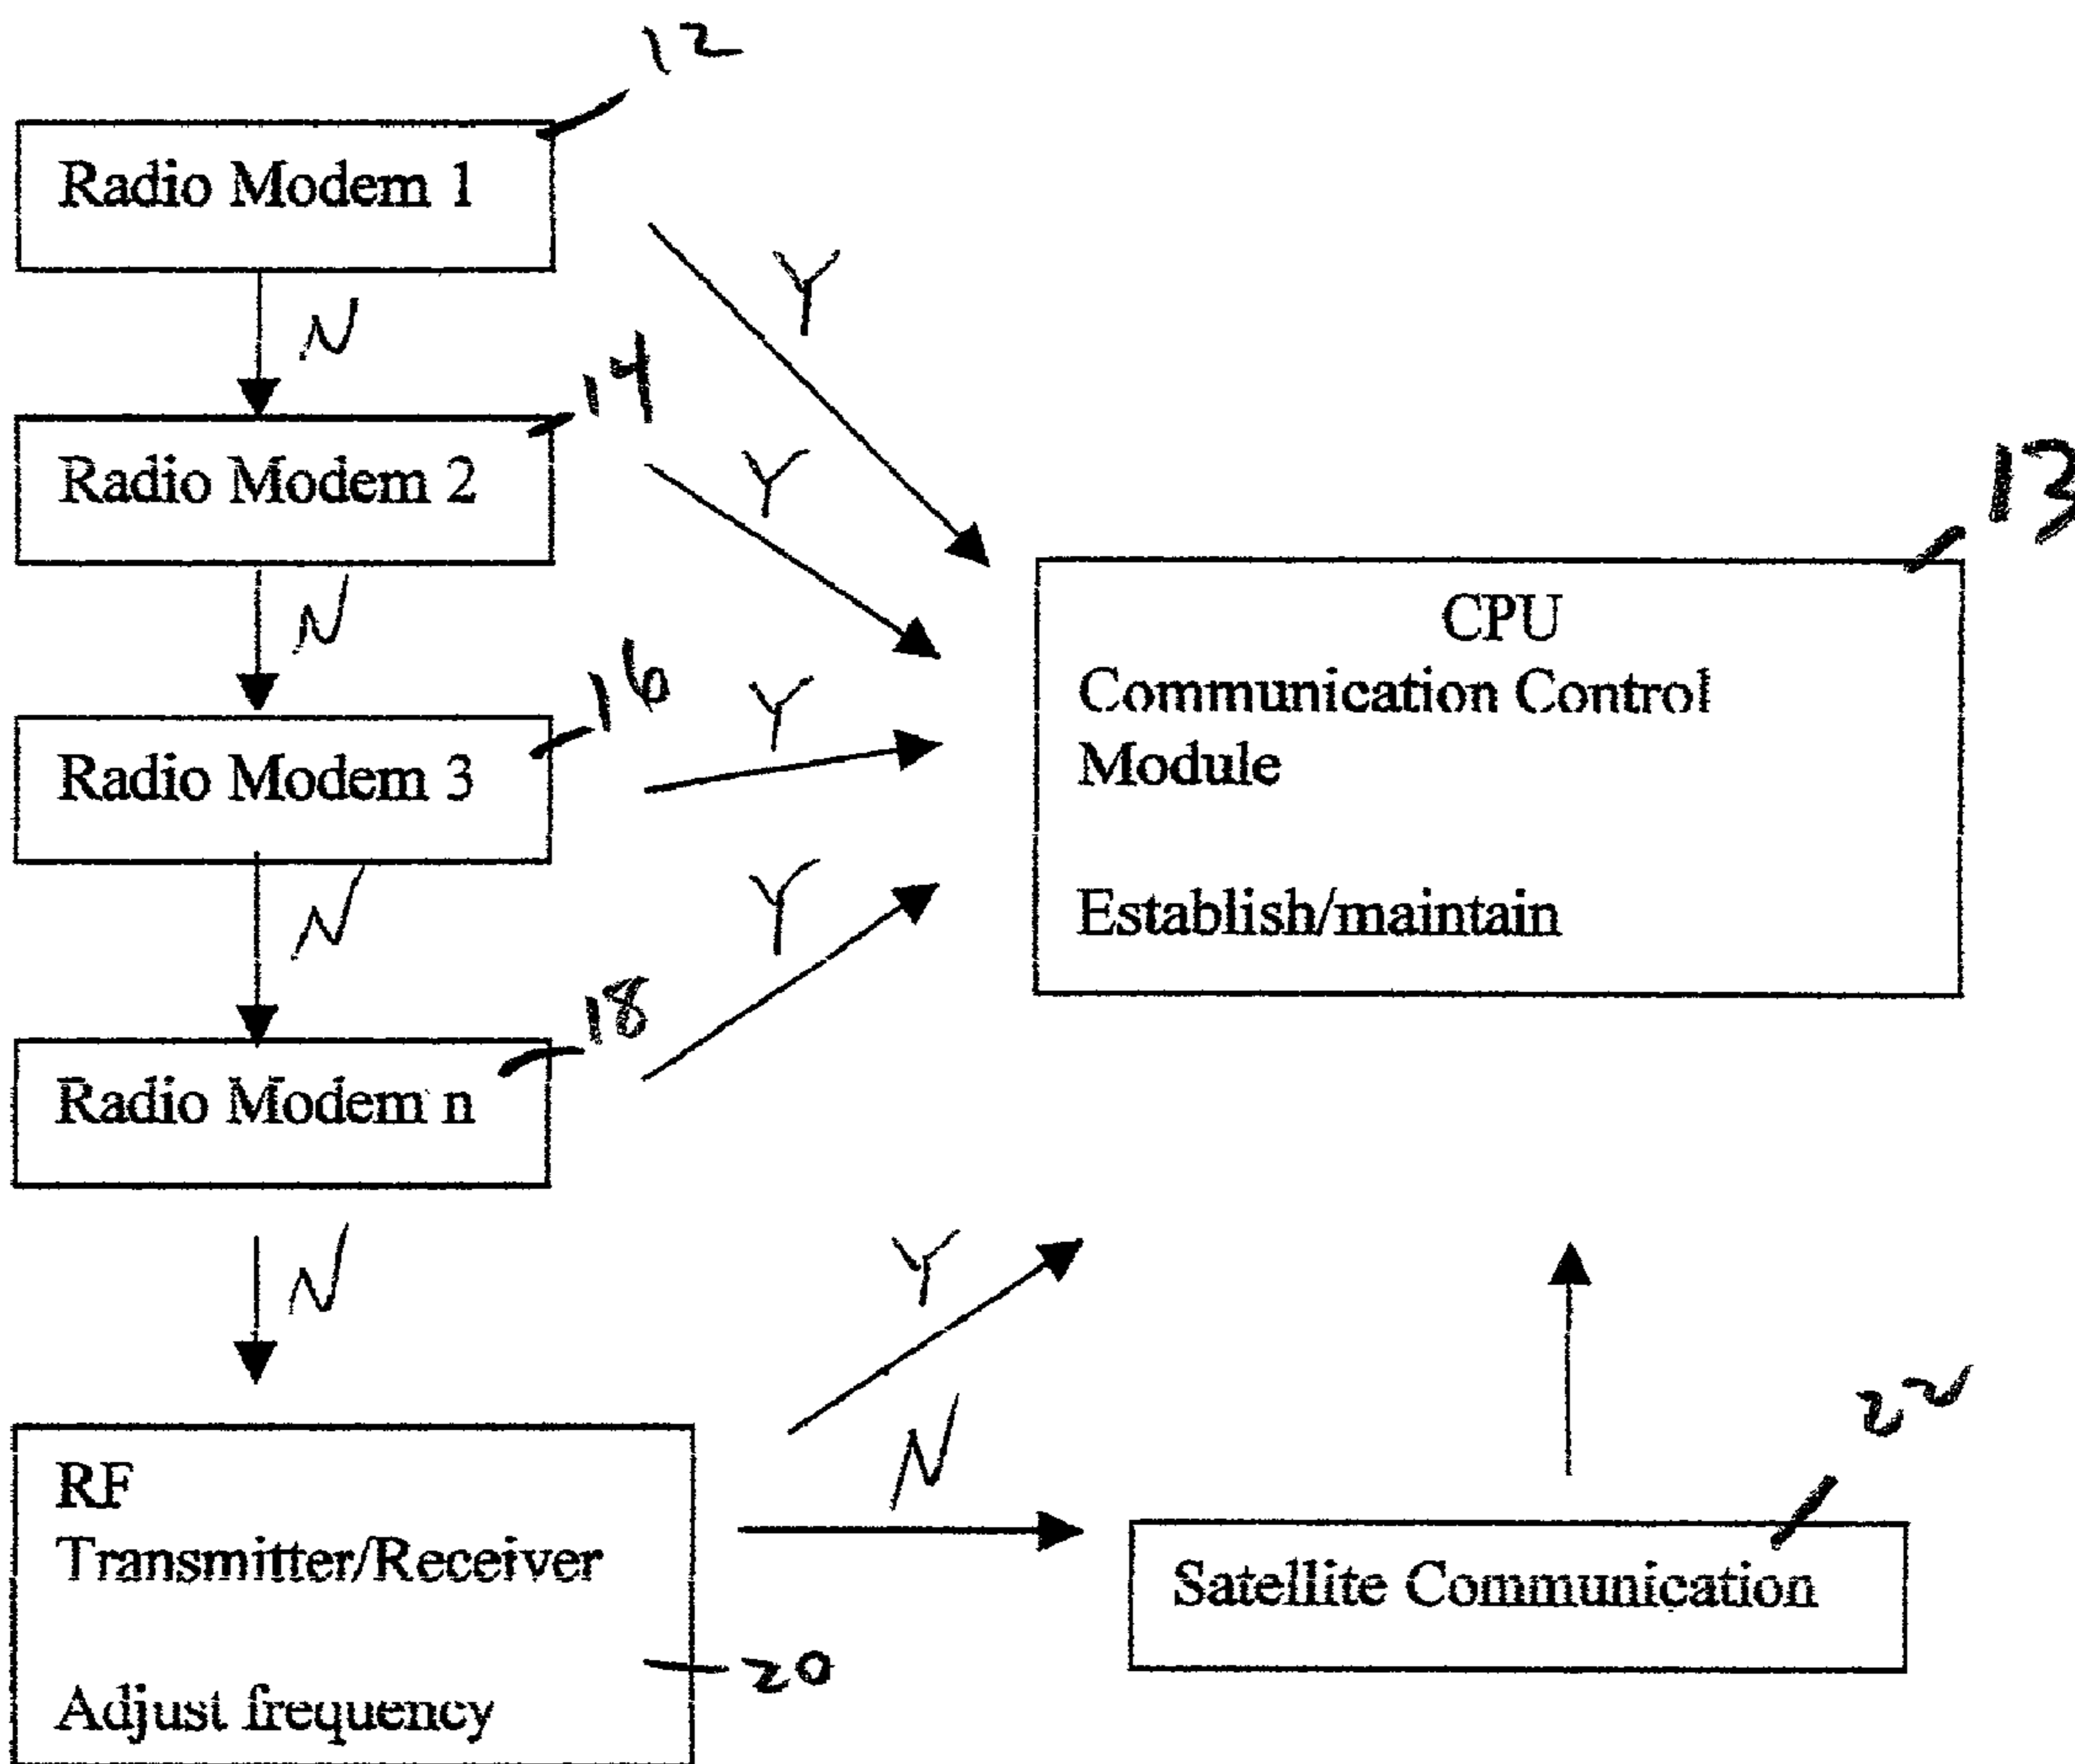 12
Radio Modem 1
Y
N
14
Radio Modem 2
Y
13
CPU
Communication Control
Module
Establish/maintain
N
16
Radio Modem 3
Y
N
Y
18
Radio Modem n
N
Y
N
22
RF
Transmitter/Receiver
Adjust frequency
20
Satellite Communication